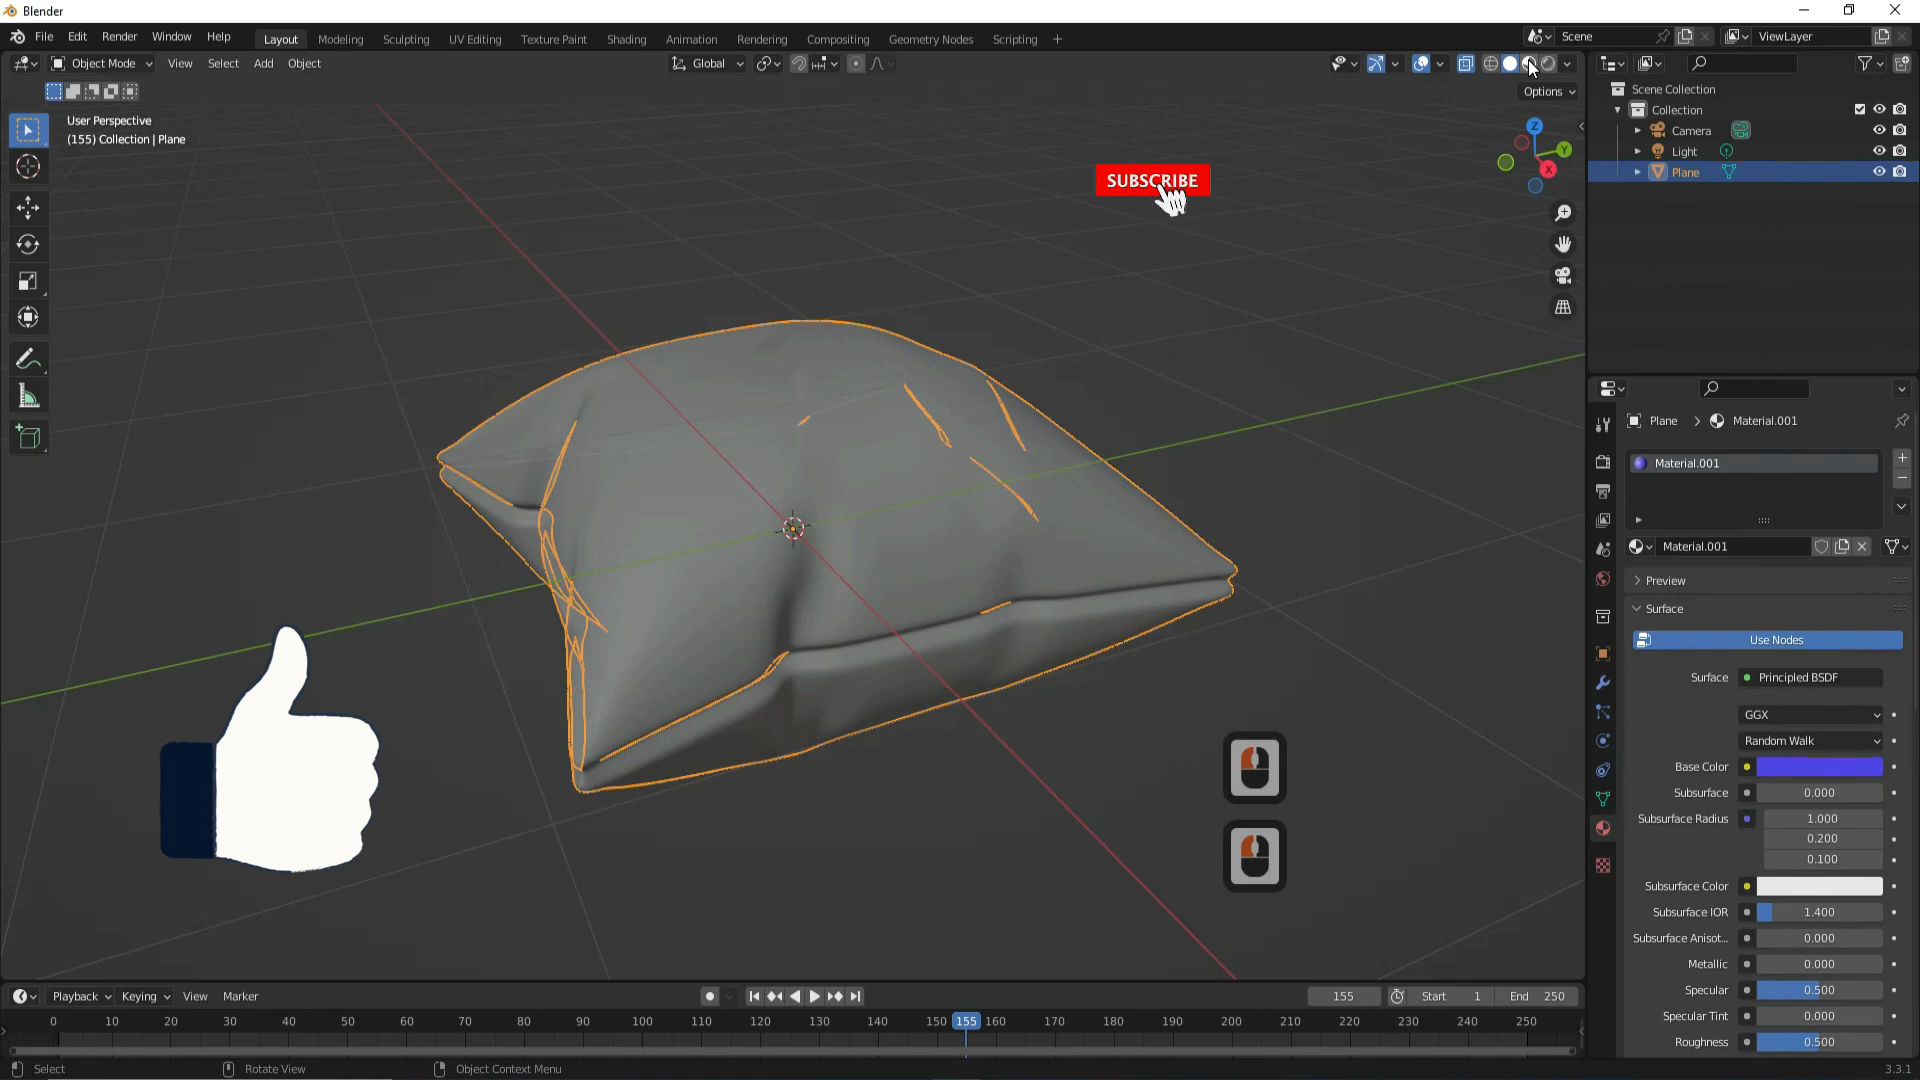 Blender
File Edit Render Window Help
Layout Modeling Sculpting UV Editing Texture Paint Shading Animation Rendering Compositing Geometry Nodes Scripting +
Scene
ViewLayer
Object Mode View Select Add Object
Global
Options
User Perspective
(155) Collection | Plane
Z
Y
X
SUBSCRIBE
Scene Collection
Collection
Camera
Light
Plane
Plane > Material.001
Material.001
Material.001
Preview
Surface
Use Nodes
Surface Principled BSDF
GGX
Random Walk
Base Color
Subsurface 0.000
Subsurface Radius 1.000
0.200
0.100
Subsurface Color
Subsurface IOR 1.400
Subsurface Anisot... 0.000
Metallic 0.000
Specular 0.500
Specular Tint 0.000
Roughness 0.500
Playback Keying View Marker
155 Start 1 End 250
0 10 20 30 40 50 60 70 80 90 100 110 120 130 140 150 155 160 170 180 190 200 210 220 230 240 250
Select Rotate View Object Context Menu 3.3.1